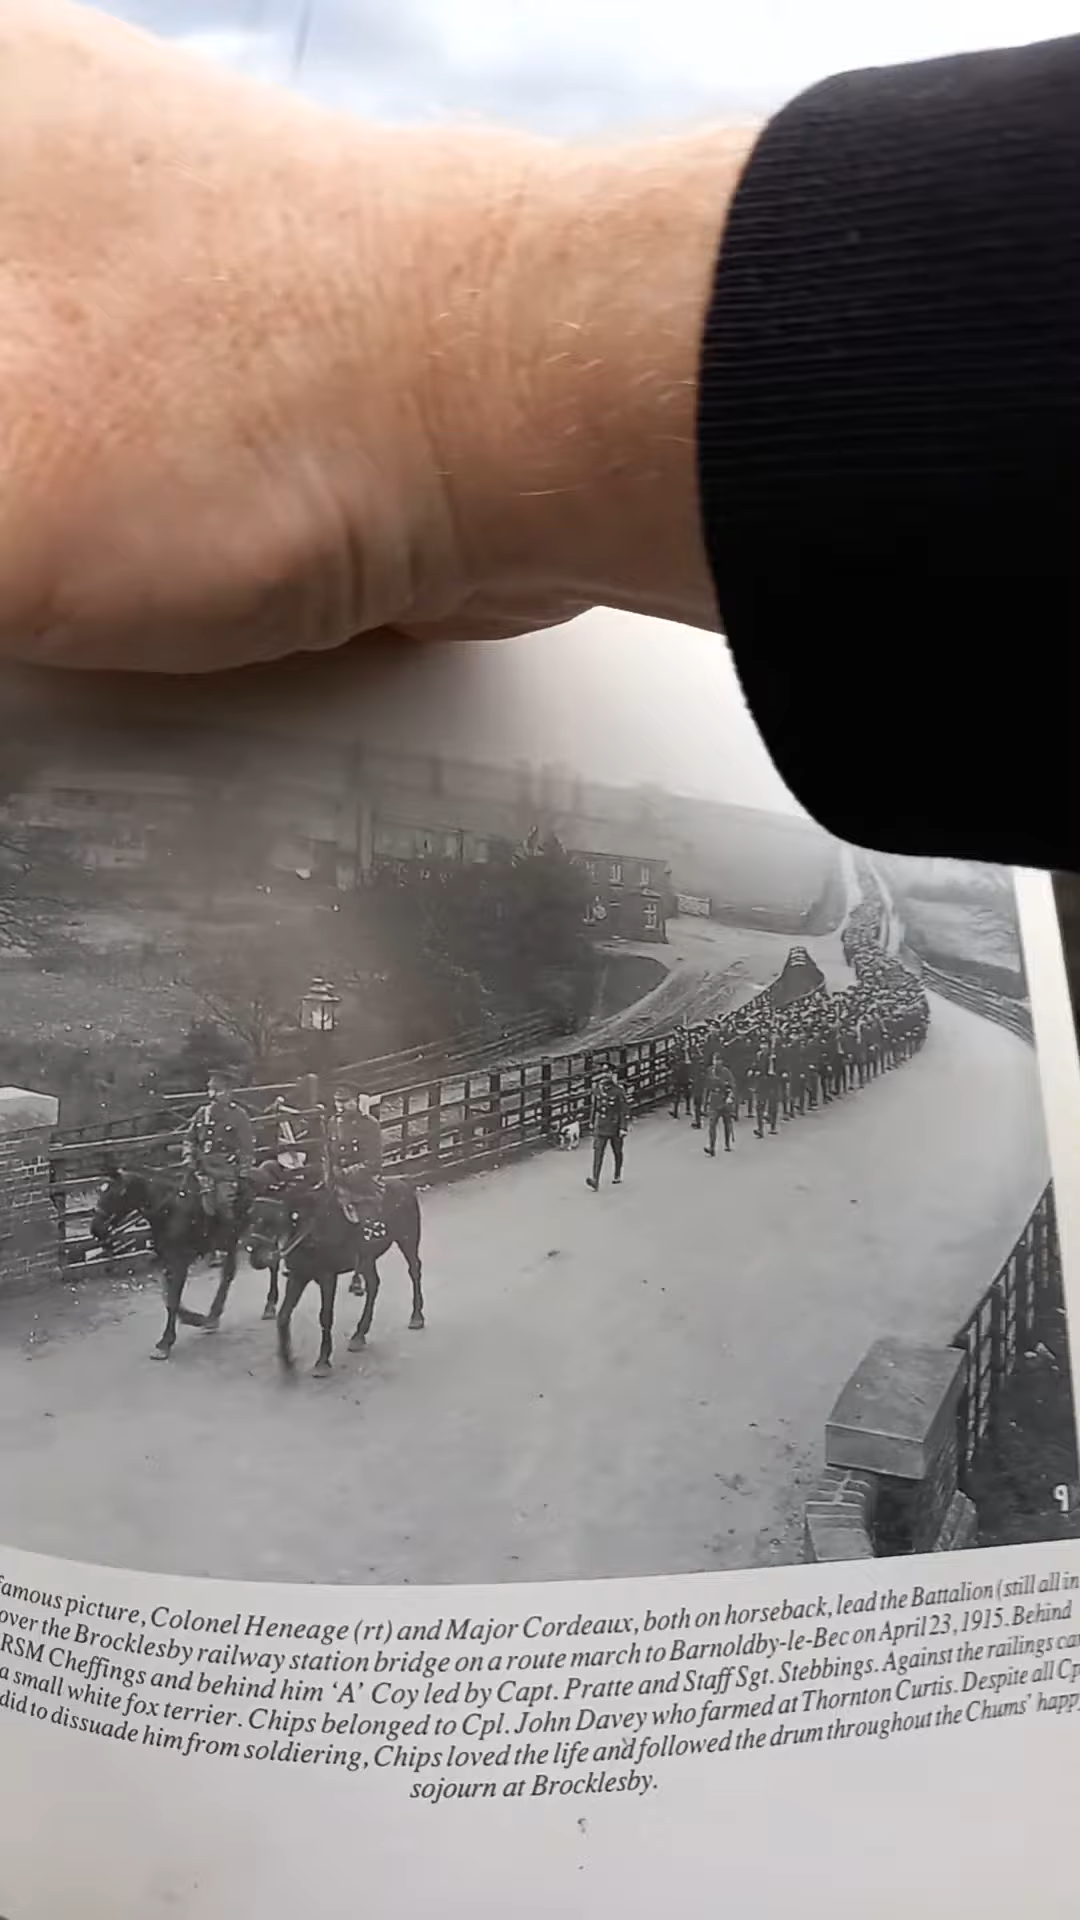 famous picture, Colonel Heneage (rt) and Major Cordeaux, both on horseback, lead the Battalion (still all in
over the Brocklesby railway station bridge on a route march to Barnoldby-le-Bec on April 23, 1915. Behind
RSM Cheffings and behind him ‘A’ Coy led by Capt. Pratte and Staff Sgt. Stebbings. Against the railings
a small white fox terrier. Chips belonged to Cpl. John Davey who farmed at Thornton Curtis. Despite all
did to dissuade him from soldiering, Chips loved the life and followed the drum throughout the Chums’
sojourn at Brocklesby.